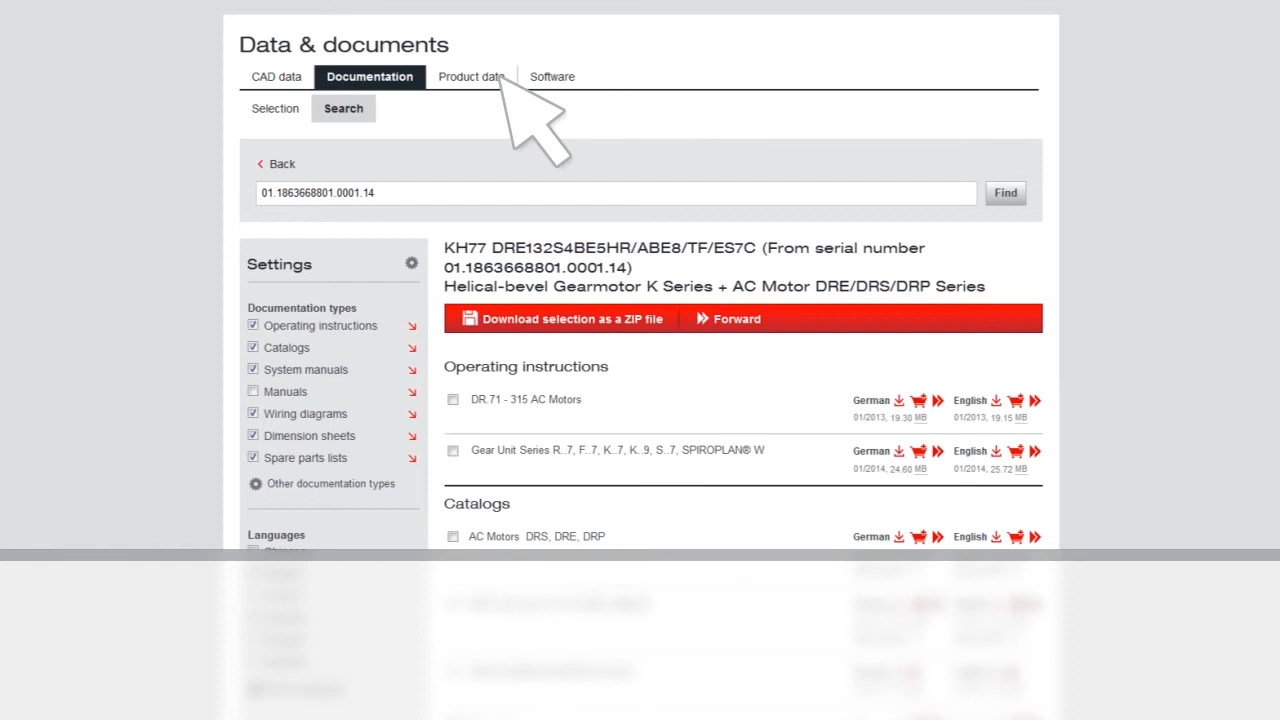 Data & documents
CAD data Documentation Product data Software
Selection Search
Back
01.1863668801.0001.14 Find
Settings
Documentation types
Operating instructions
Catalogs
System manuals
Manuals
Wiring diagrams
Dimension sheets
Spare parts lists
Other documentation types
Languages
KH77 DRE132S4BE5HR/ABE8/TF/ES7C (From serial number
01.1863668801.0001.14)
Helical-bevel Gearmotor K Series + AC Motor DRE/DRS/DRP Series
Download selection as a ZIP file Forward
Operating instructions
DR.71 - 315 AC Motors German English
01/2013, 19.30 MB 01/2013, 19.15 MB
Gear Unit Series R..7, F..7, K..7, K..9, S..7, SPIROPLAN® W German English
01/2014, 24.60 MB 01/2014, 25.72 MB
Catalogs
AC Motors DRS, DRE, DRP German English